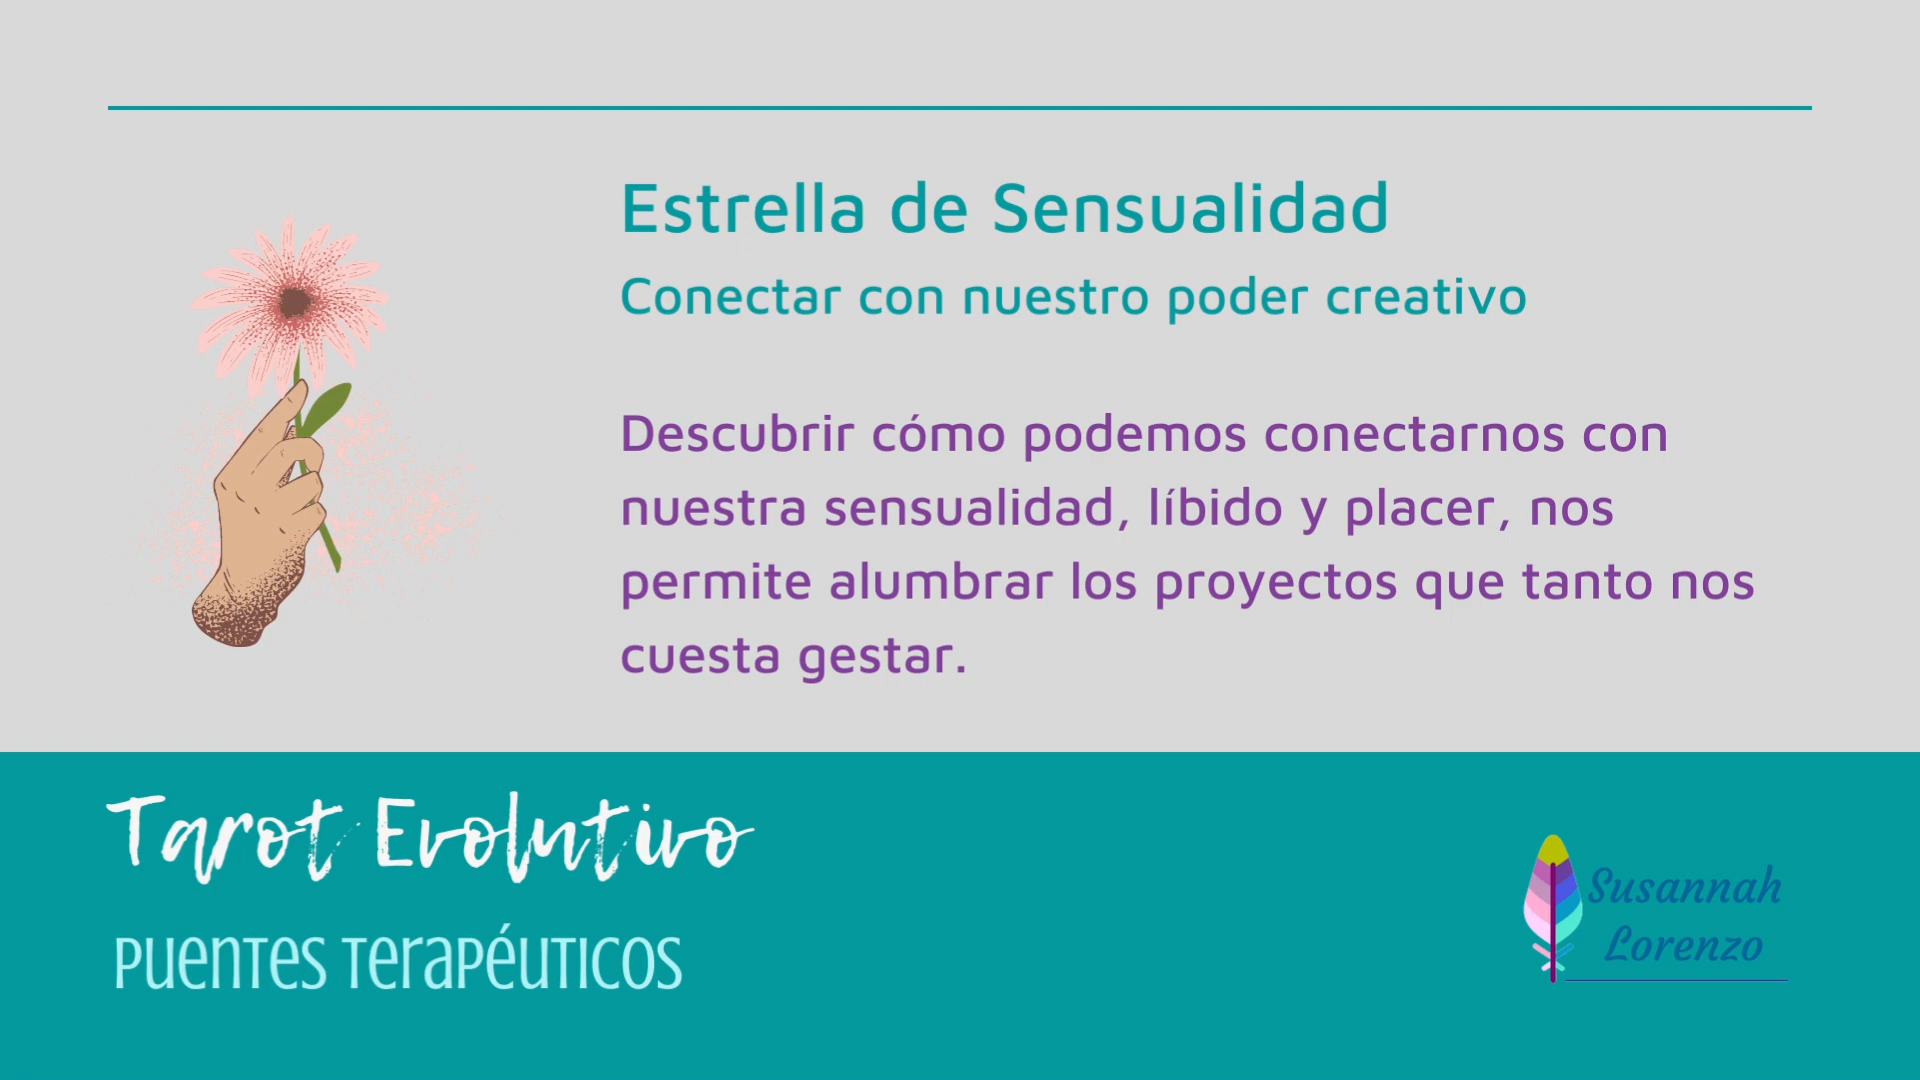 Estrella de Sensualidad
Conectar con nuestro poder creativo
Descubrir cómo podemos conectarnos con
nuestra sensualidad, líbido y placer, nos
permite alumbrar los proyectos que tanto nos
cuesta gestar.
Tarot Evolutivo
Puentes Terapéuticos
Susannah
Lorenzo